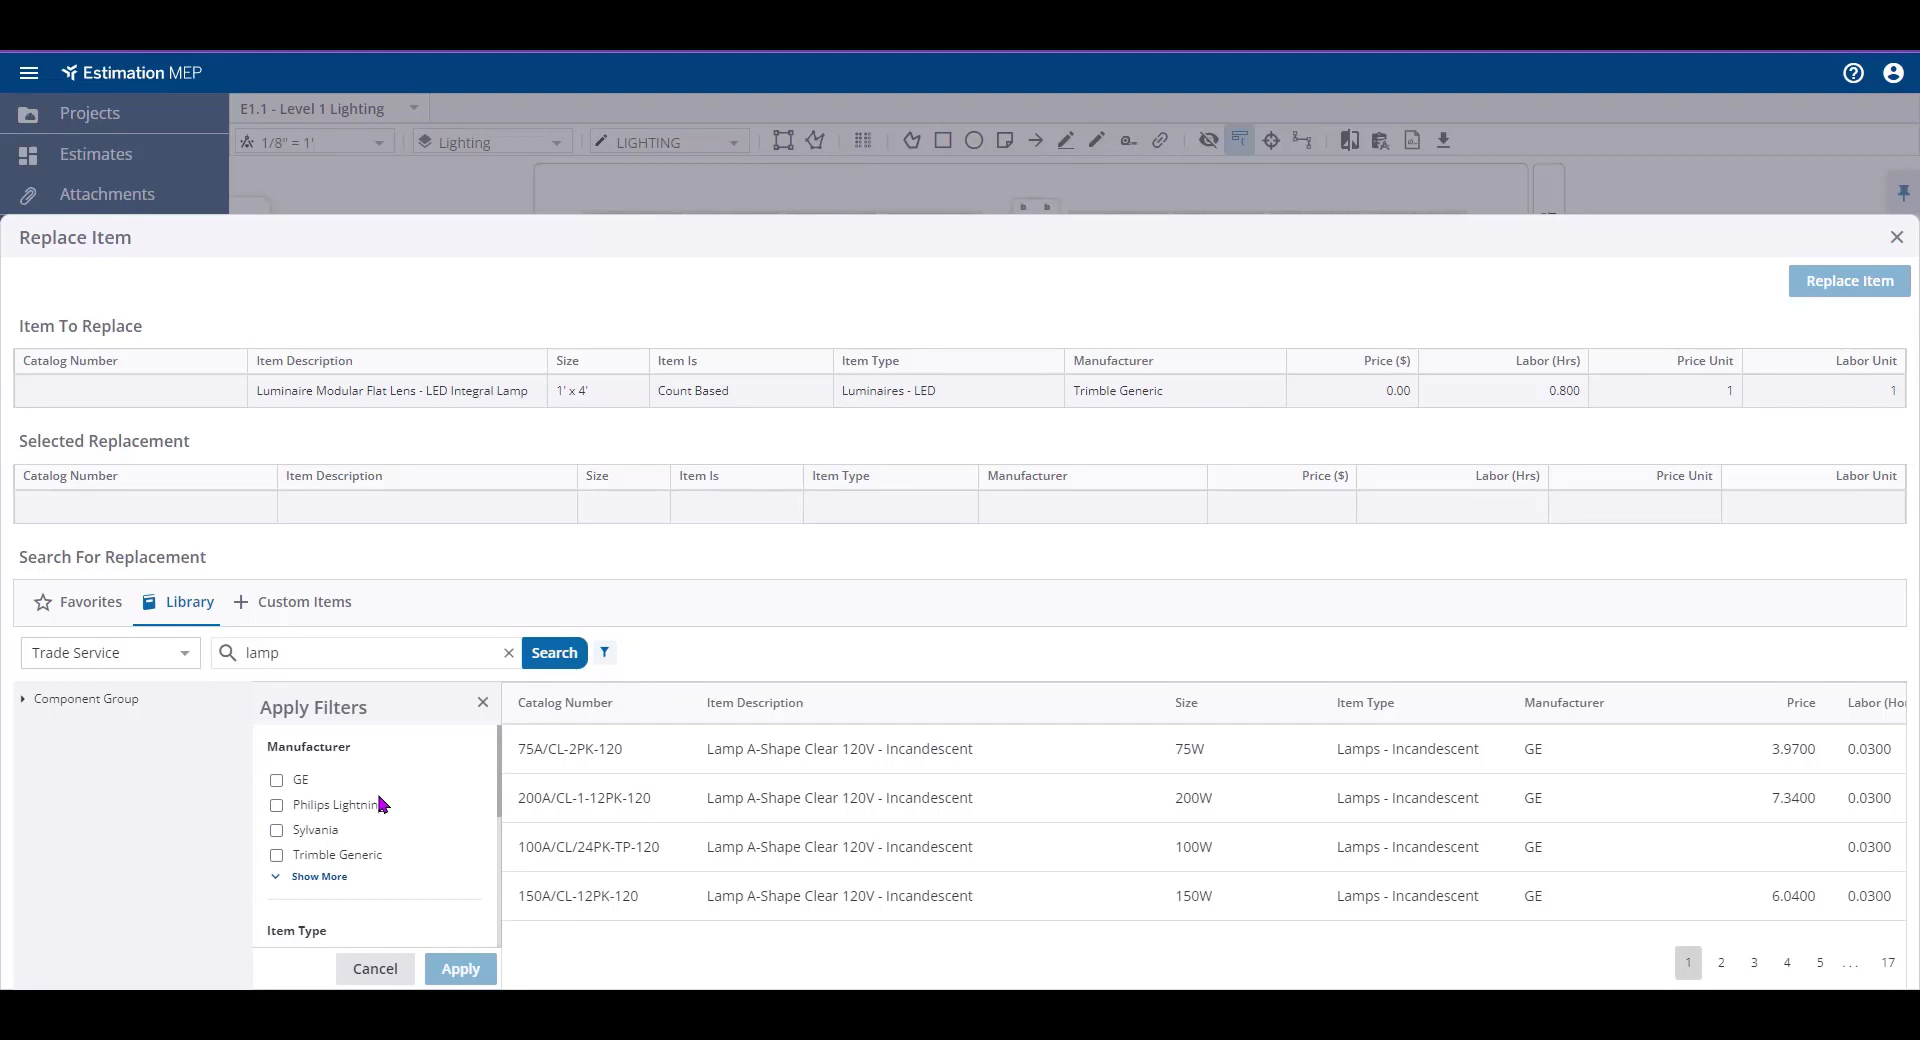 Estimation MEP
Projects
E1.1 - Level 1 Lighting
1/8" = 1'
Lighting
LIGHTING
Estimates
Attachments
Replace Item
Replace Item
Item To Replace
Catalog Number Item Description Size Item Is Item Type Manufacturer Price ($) Labor (Hrs) Price Unit Labor Unit
Luminaire Modular Flat Lens - LED Integral Lamp 1' x 4' Count Based Luminaires - LED Trimble Generic 0.00 0.800 1 1
Selected Replacement
Catalog Number Item Description Size Item Is Item Type Manufacturer Price ($) Labor (Hrs) Price Unit Labor Unit
Search For Replacement
Favorites Library Custom Items
Trade Service lamp Search
Component Group
Apply Filters
Manufacturer
GE
Philips Lightnin
Sylvania
Trimble Generic
Show More
Item Type
Cancel Apply
Catalog Number Item Description Size Item Type Manufacturer Price Labor (Ho
75A/CL-2PK-120 Lamp A-Shape Clear 120V - Incandescent 75W Lamps - Incandescent GE 3.9700 0.0300
200A/CL-1-12PK-120 Lamp A-Shape Clear 120V - Incandescent 200W Lamps - Incandescent GE 7.3400 0.0300
100A/CL/24PK-TP-120 Lamp A-Shape Clear 120V - Incandescent 100W Lamps - Incandescent GE 0.0300
150A/CL-12PK-120 Lamp A-Shape Clear 120V - Incandescent 150W Lamps - Incandescent GE 6.0400 0.0300
1 2 3 4 5 ... 17